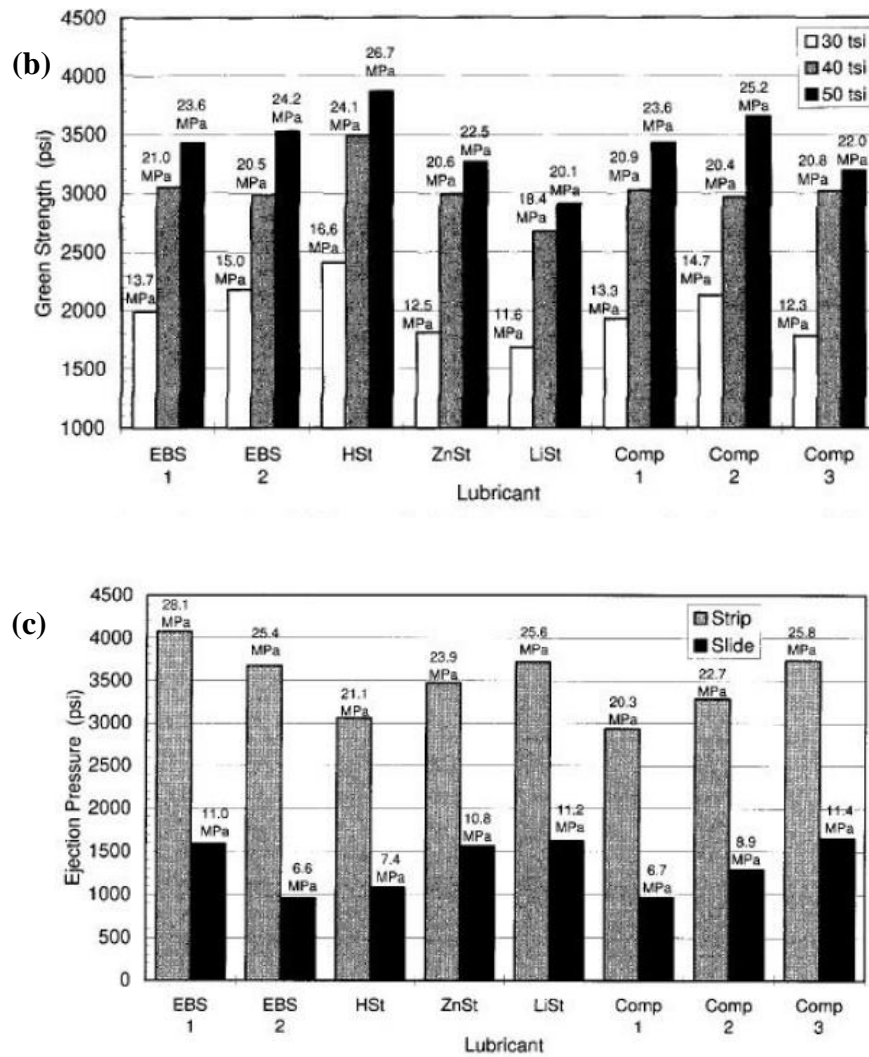 (b)
Green Strength (psi)
4500
4000
3500
3000
2500
2000
1500
1000
30 tsi
40 tsi
50 tsi
13.7
MPa
21.0
MPa
23.6
MPa
15.0
MPa
20.5
MPa
24.2
MPa
16.6
MPa
24.1
MPa
26.7
MPa
12.5
MPa
20.6
MPa
22.5
MPa
11.6
MPa
18.4
MPa
20.1
MPa
13.3
MPa
20.9
MPa
23.6
MPa
14.7
MPa
20.4
MPa
25.2
MPa
12.3
MPa
20.8
MPa
22.0
MPa
EBS
1
EBS
2
HSt
ZnSt
LiSt
Comp
1
Comp
2
Comp
3
Lubricant
(c)
Ejection Pressure (psi)
4500
4000
3500
3000
2500
2000
1500
1000
500
0
Strip
Slide
28.1
MPa
11.0
MPa
25.4
MPa
6.6
MPa
21.1
MPa
7.4
MPa
23.9
MPa
10.8
MPa
25.6
MPa
11.2
MPa
20.3
MPa
6.7
MPa
22.7
MPa
8.9
MPa
25.8
MPa
11.4
MPa
EBS
1
EBS
2
HSt
ZnSt
LiSt
Comp
1
Comp
2
Comp
3
Lubricant